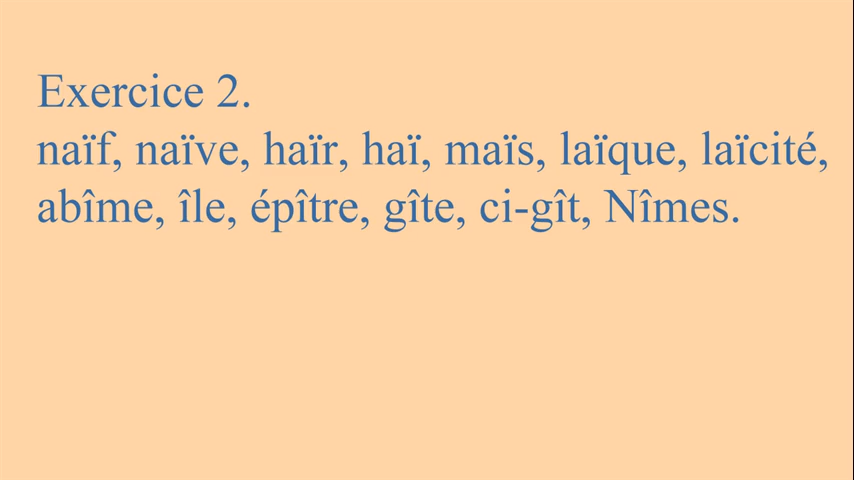 Exercice 2.
naïf, naïve, haïr, haï, maïs, laïque, laïcité,
abîme, île, épître, gîte, ci-gît, Nîmes.